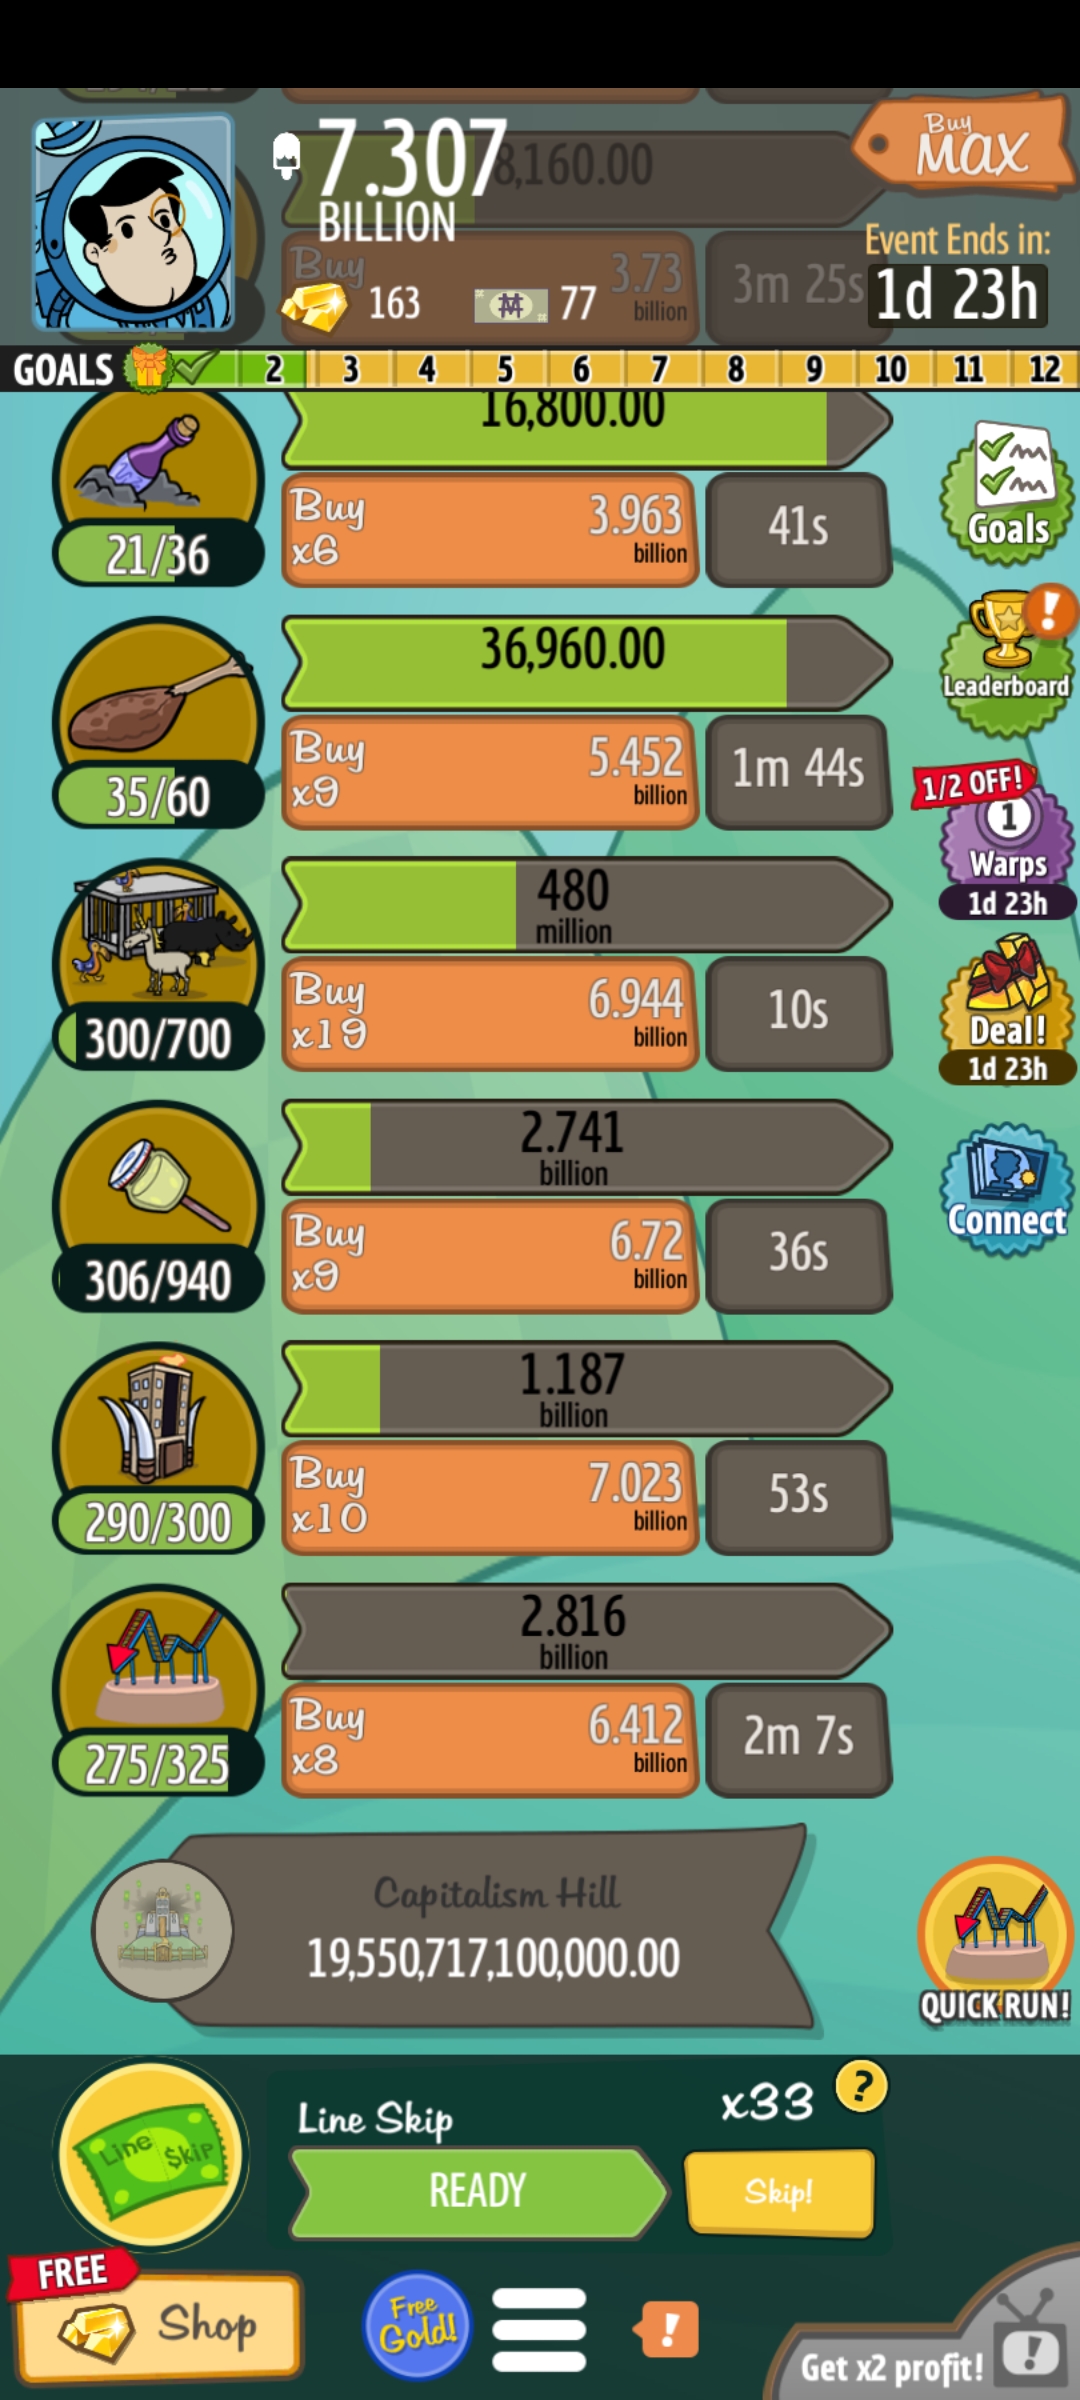 7.307
BILLION
8,160.00
Buy
MAX
Buy
3.73
billion
3m 25s
163
77
Event Ends in:
1d 23h
GOALS 2 3 4 5 6 7 8 9 10 11 12
16,800.00
21/36
Buy
x6
3.963
billion
41s
Goals
36,960.00
35/60
Buy
x9
5.452
billion
1m 44s
!
Leaderboard
1/2 OFF!
1
Warps
1d 23h
480
million
300/700
Buy
x19
6.944
billion
10s
Deal!
1d 23h
2.741
billion
306/940
Buy
x9
6.72
billion
36s
Connect
1.187
billion
290/300
Buy
x10
7.023
billion
53s
2.816
billion
275/325
Buy
x8
6.412
billion
2m 7s
Capitalism Hill
19,550,717,100,000.00
QUICK RUN!
Line $kip
Line Skip
x33
?
READY
Skip!
FREE
Shop
Free
Gold!
!
Get x2 profit!
!